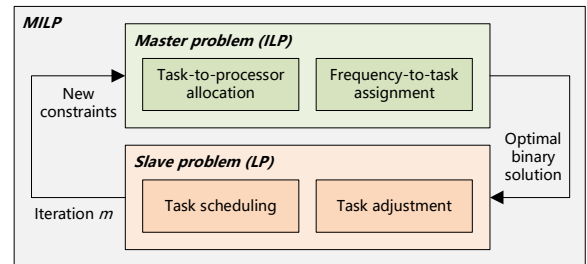 MILP
Master problem (ILP)
Task-to-processor
allocation
Frequency-to-task
assignment
New
constraints
Optimal
binary
solution
Slave problem (LP)
Task scheduling
Task adjustment
Iteration m